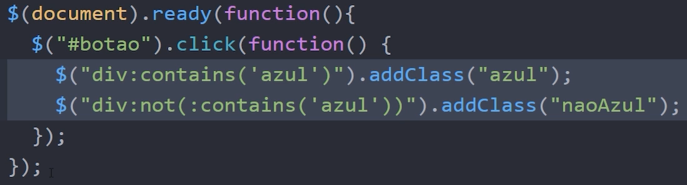 $(document).ready(function(){
  $("#botao").click(function() {
    $("div:contains('azul')").addClass("azul");
    $("div:not(:contains('azul'))").addClass("naoAzul");
  });
});